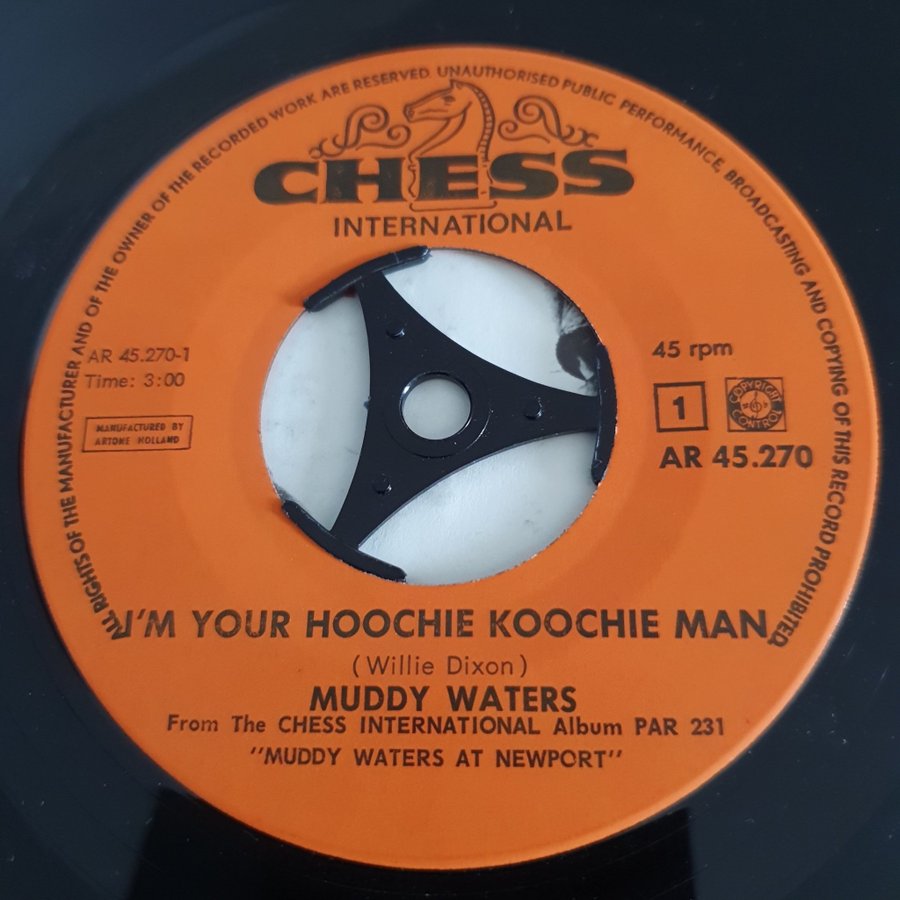 ALL RIGHTS OF THE MANUFACTURER AND OF THE OWNER OF THE RECORDED WORK ARE RESERVED. UNAUTHORISED PUBLIC PERFORMANCE, BROADCASTING AND COPYING OF THIS RECORD PROHIBITED.
CHESS
INTERNATIONAL
AR 45.270-1
Time: 3:00
MANUFACTURED BY
ARTONE HOLLAND
45 rpm
1
COPYRIGHT
CONTROL
AR 45.270
I'M YOUR HOOCHIE KOOCHIE MAN
(Willie Dixon)
MUDDY WATERS
From The CHESS INTERNATIONAL Album PAR 231
"MUDDY WATERS AT NEWPORT"